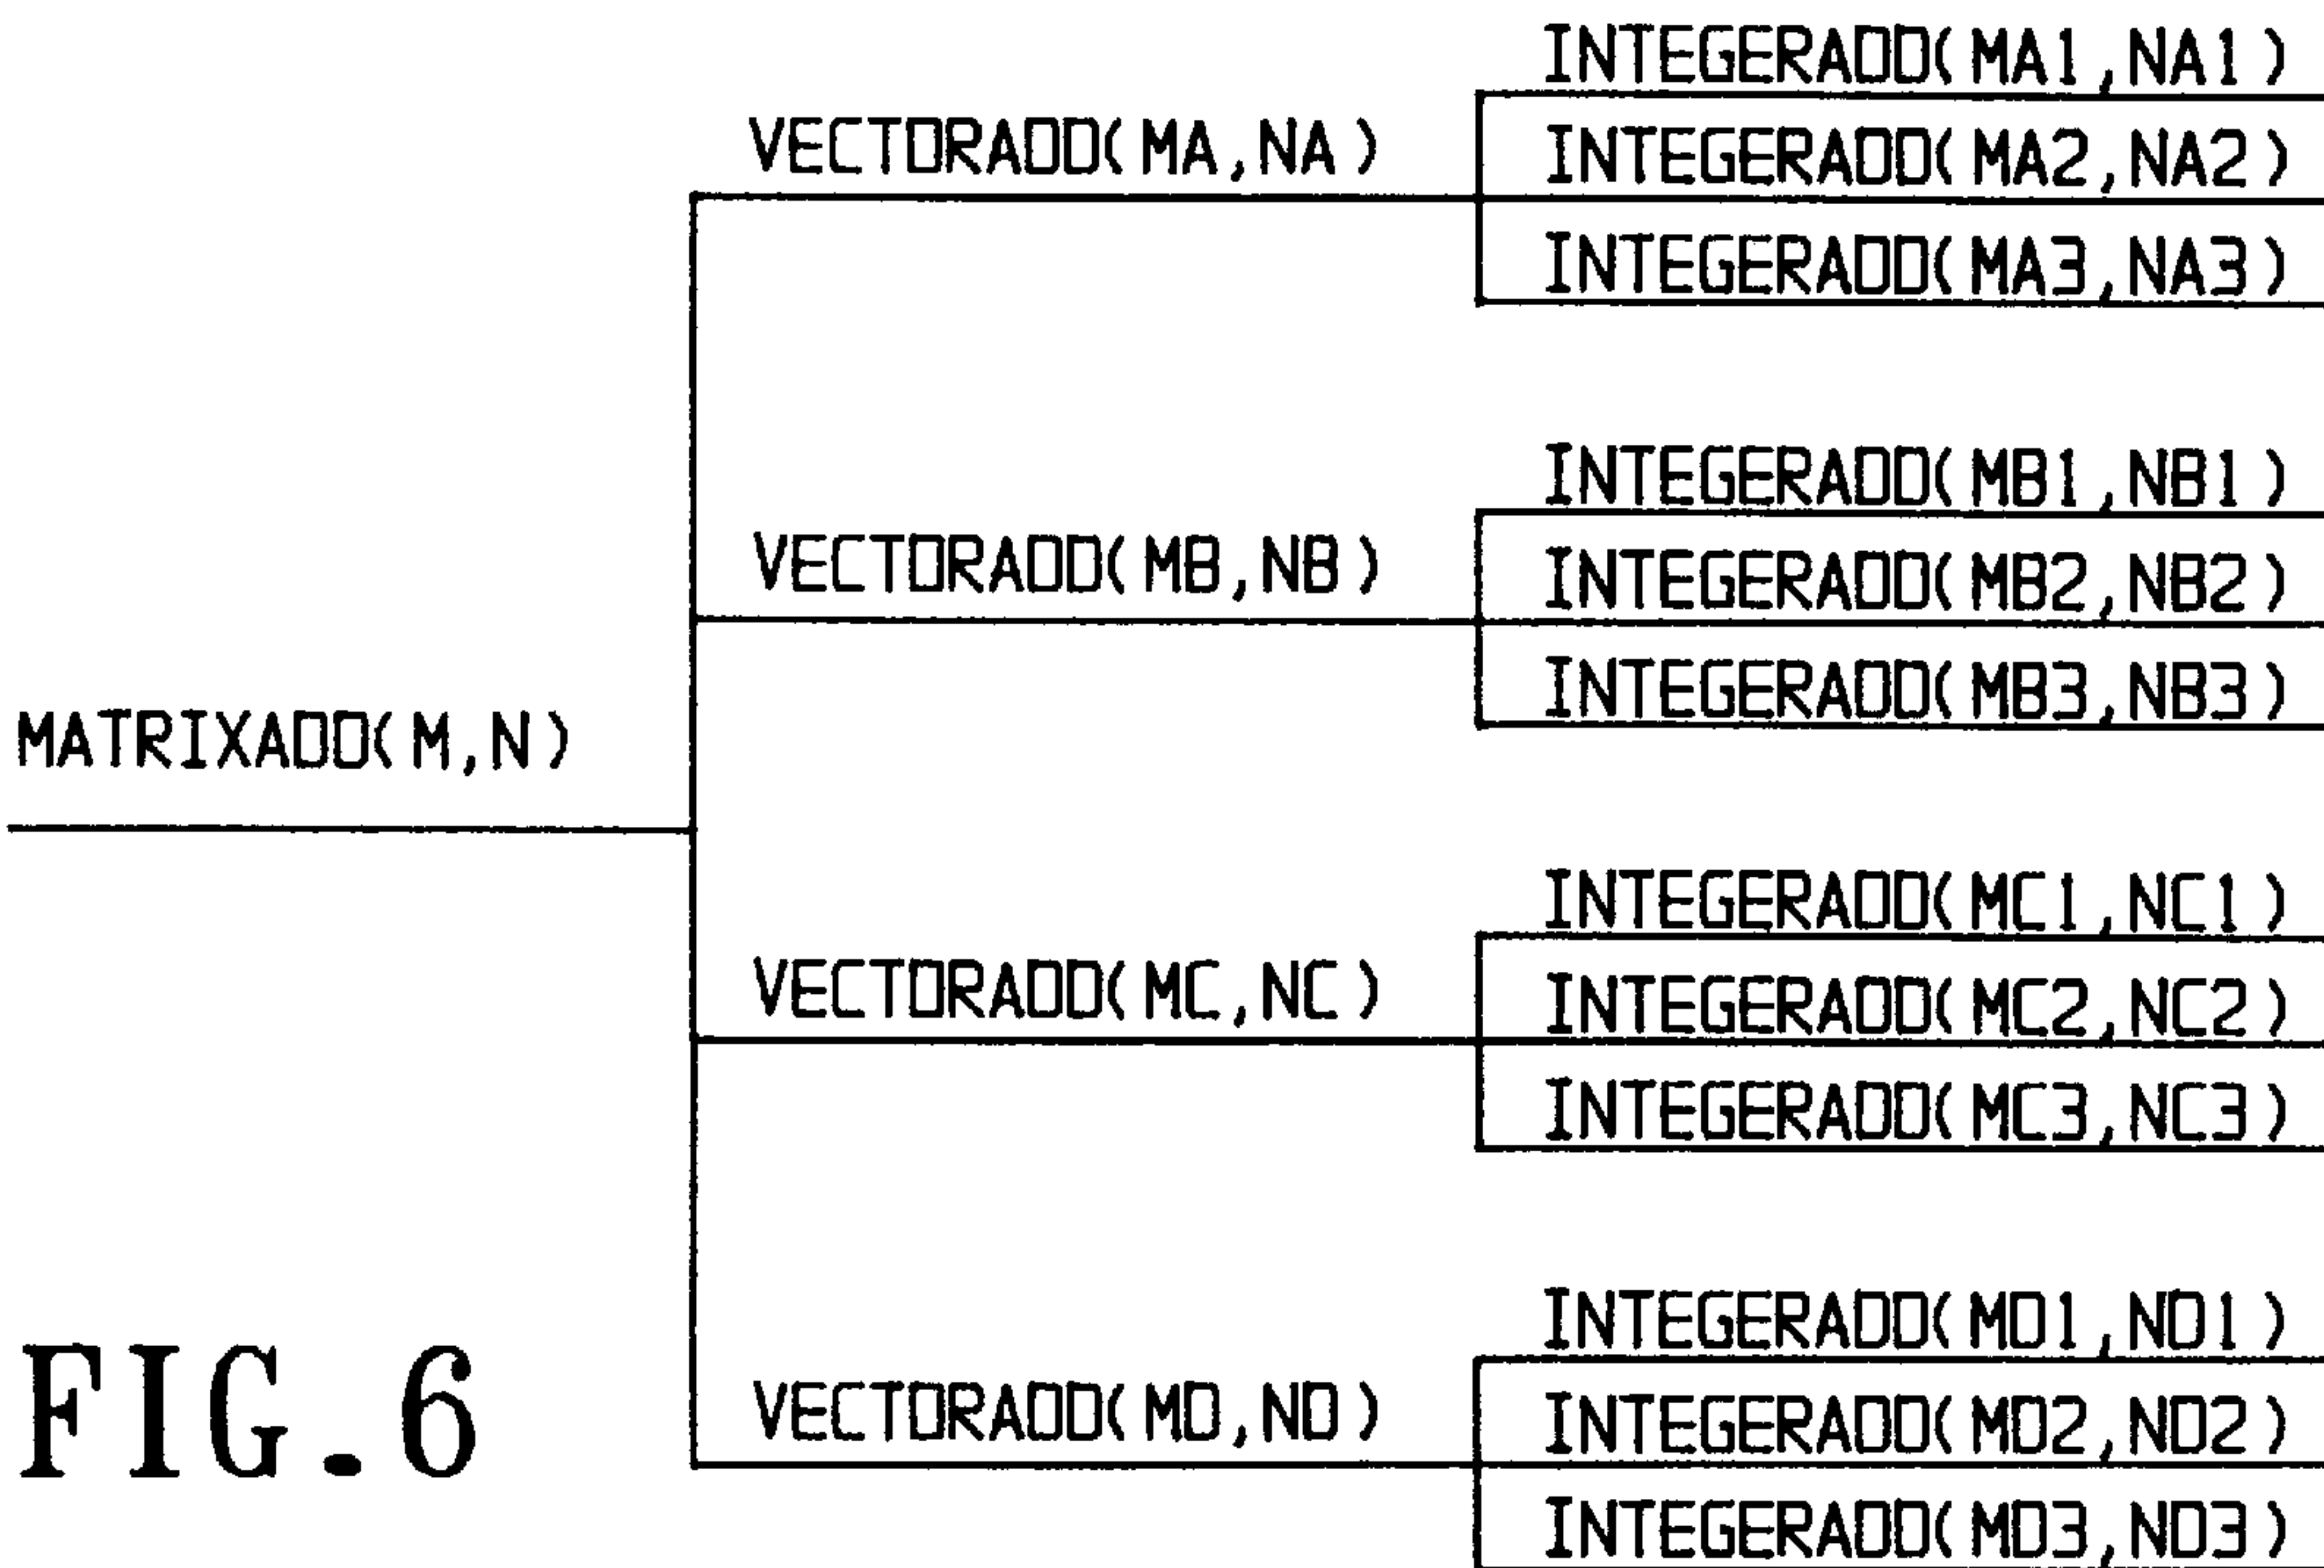 INTEGERADD(MA1,NA1)
VECTORADD(MA,NA)
INTEGERADD(MA2,NA2)
INTEGERADD(MA3,NA3)
INTEGERADD(MB1,NB1)
VECTORADD(MB,NB)
INTEGERADD(MB2,NB2)
INTEGERADD(MB3,NB3)
MATRIXADD(M,N)
INTEGERADD(MC1,NC1)
VECTORADD(MC,NC)
INTEGERADD(MC2,NC2)
INTEGERADD(MC3,NC3)
INTEGERADD(MD1,ND1)
VECTORADD(MD,ND)
INTEGERADD(MD2,ND2)
INTEGERADD(MD3,ND3)
FIG.6